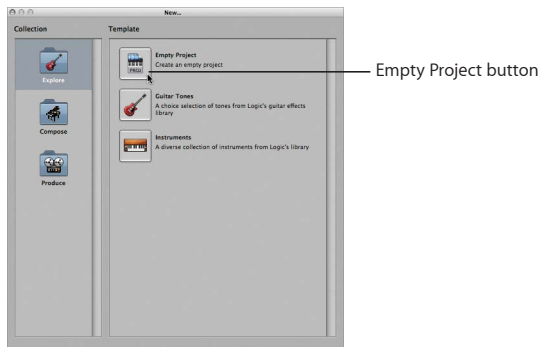 New...
Collection
Template
Explore
Compose
Produce
PROJ
Empty Project
Create an empty project
Guitar Tones
A choice selection of tones from Logic's guitar effects
library
Instruments
A diverse collection of instruments from Logic's library
Empty Project button